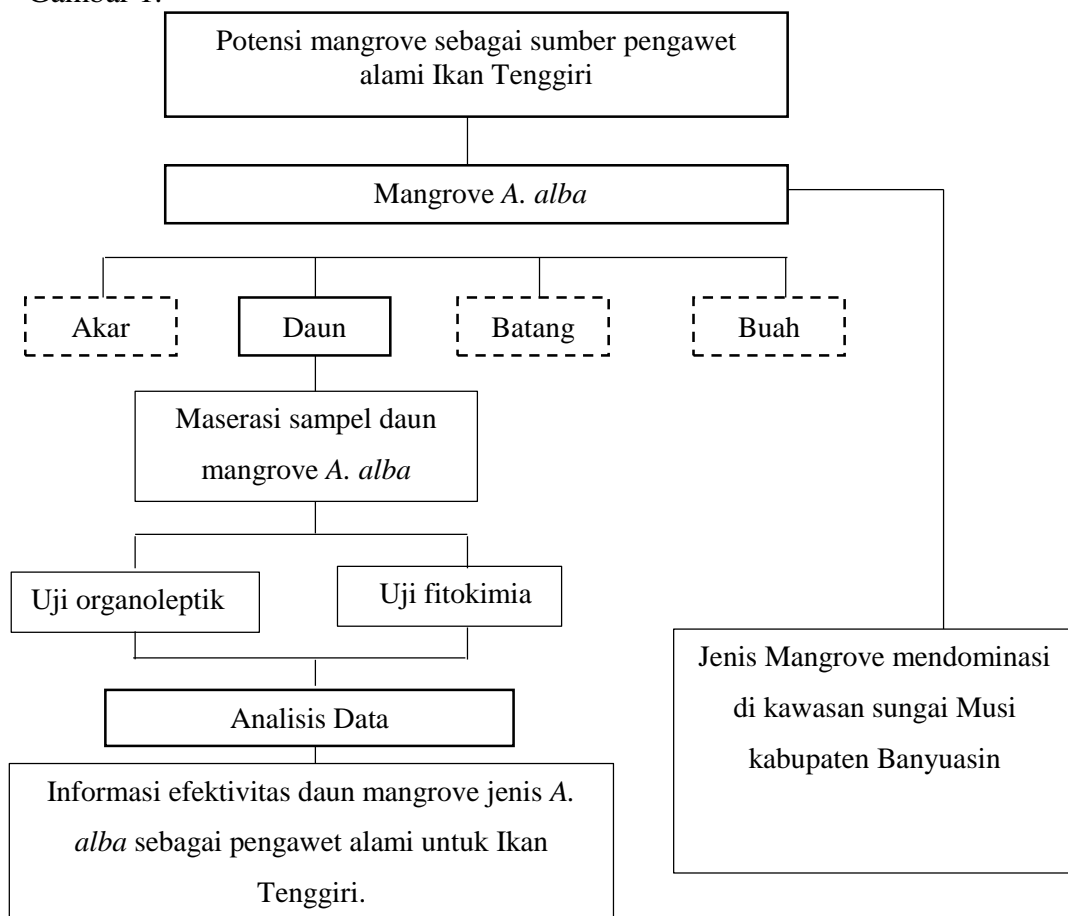 Gambar 1.
Potensi mangrove sebagai sumber pengawet
alami Ikan Tenggiri
Mangrove A. alba
Akar
Daun
Batang
Buah
Maserasi sampel daun
mangrove A. alba
Uji organoleptik
Uji fitokimia
Jenis Mangrove mendominasi
di kawasan sungai Musi
kabupaten Banyuasin
Analisis Data
Informasi efektivitas daun mangrove jenis A.
alba sebagai pengawet alami untuk Ikan
Tenggiri.